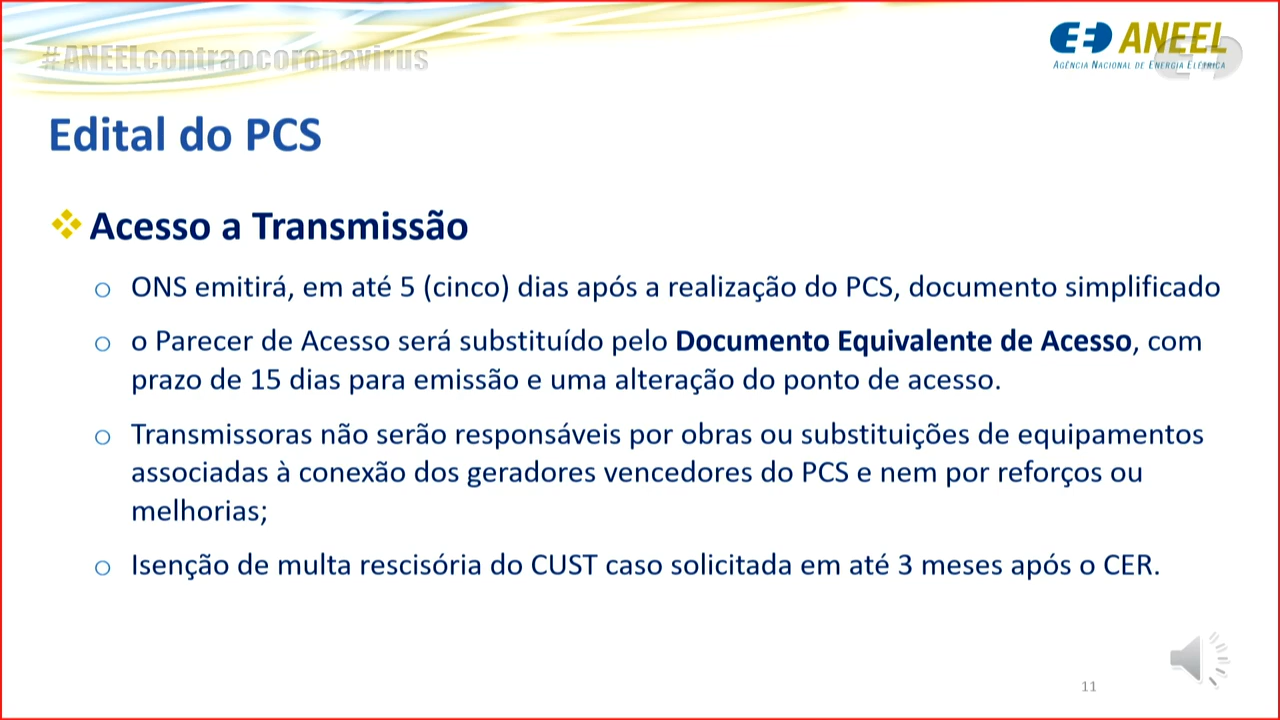 #ANEELcontraocoronavirus
ANEEL
AGÊNCIA NACIONAL DE ENERGIA ELÉTRICA
Edital do PCS
Acesso a Transmissão
o ONS emitirá, em até 5 (cinco) dias após a realização do PCS, documento simplificado
o o Parecer de Acesso será substituído pelo Documento Equivalente de Acesso, com
prazo de 15 dias para emissão e uma alteração do ponto de acesso.
o Transmissoras não serão responsáveis por obras ou substituições de equipamentos
associadas à conexão dos geradores vencedores do PCS e nem por reforços ou
melhorias;
o Isenção de multa rescisória do CUST caso solicitada em até 3 meses após o CER.
11